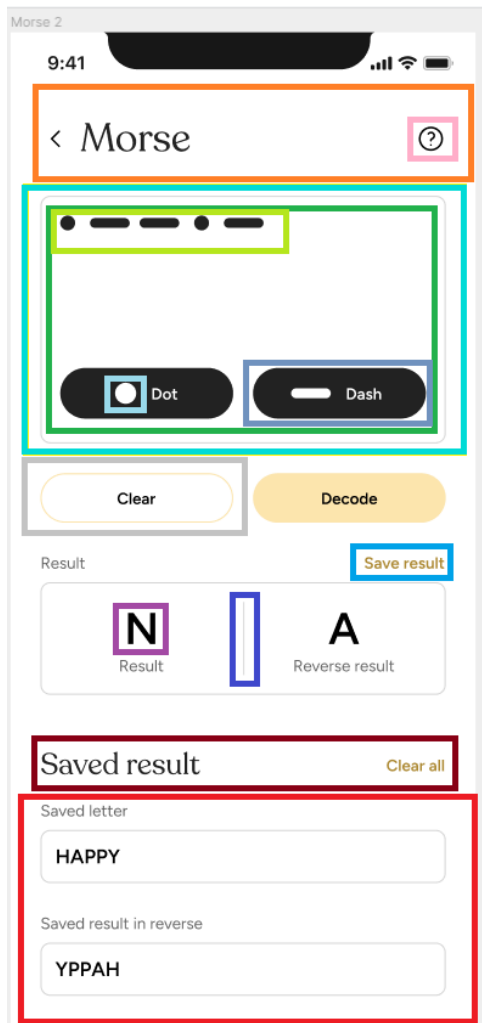 Morse 2
9:41
Morse
Dot Dash
Clear Decode
Result Save result
N A
Result Reverse result
Saved result Clear all
Saved letter
HAPPY
Saved result in reverse
YPPAH